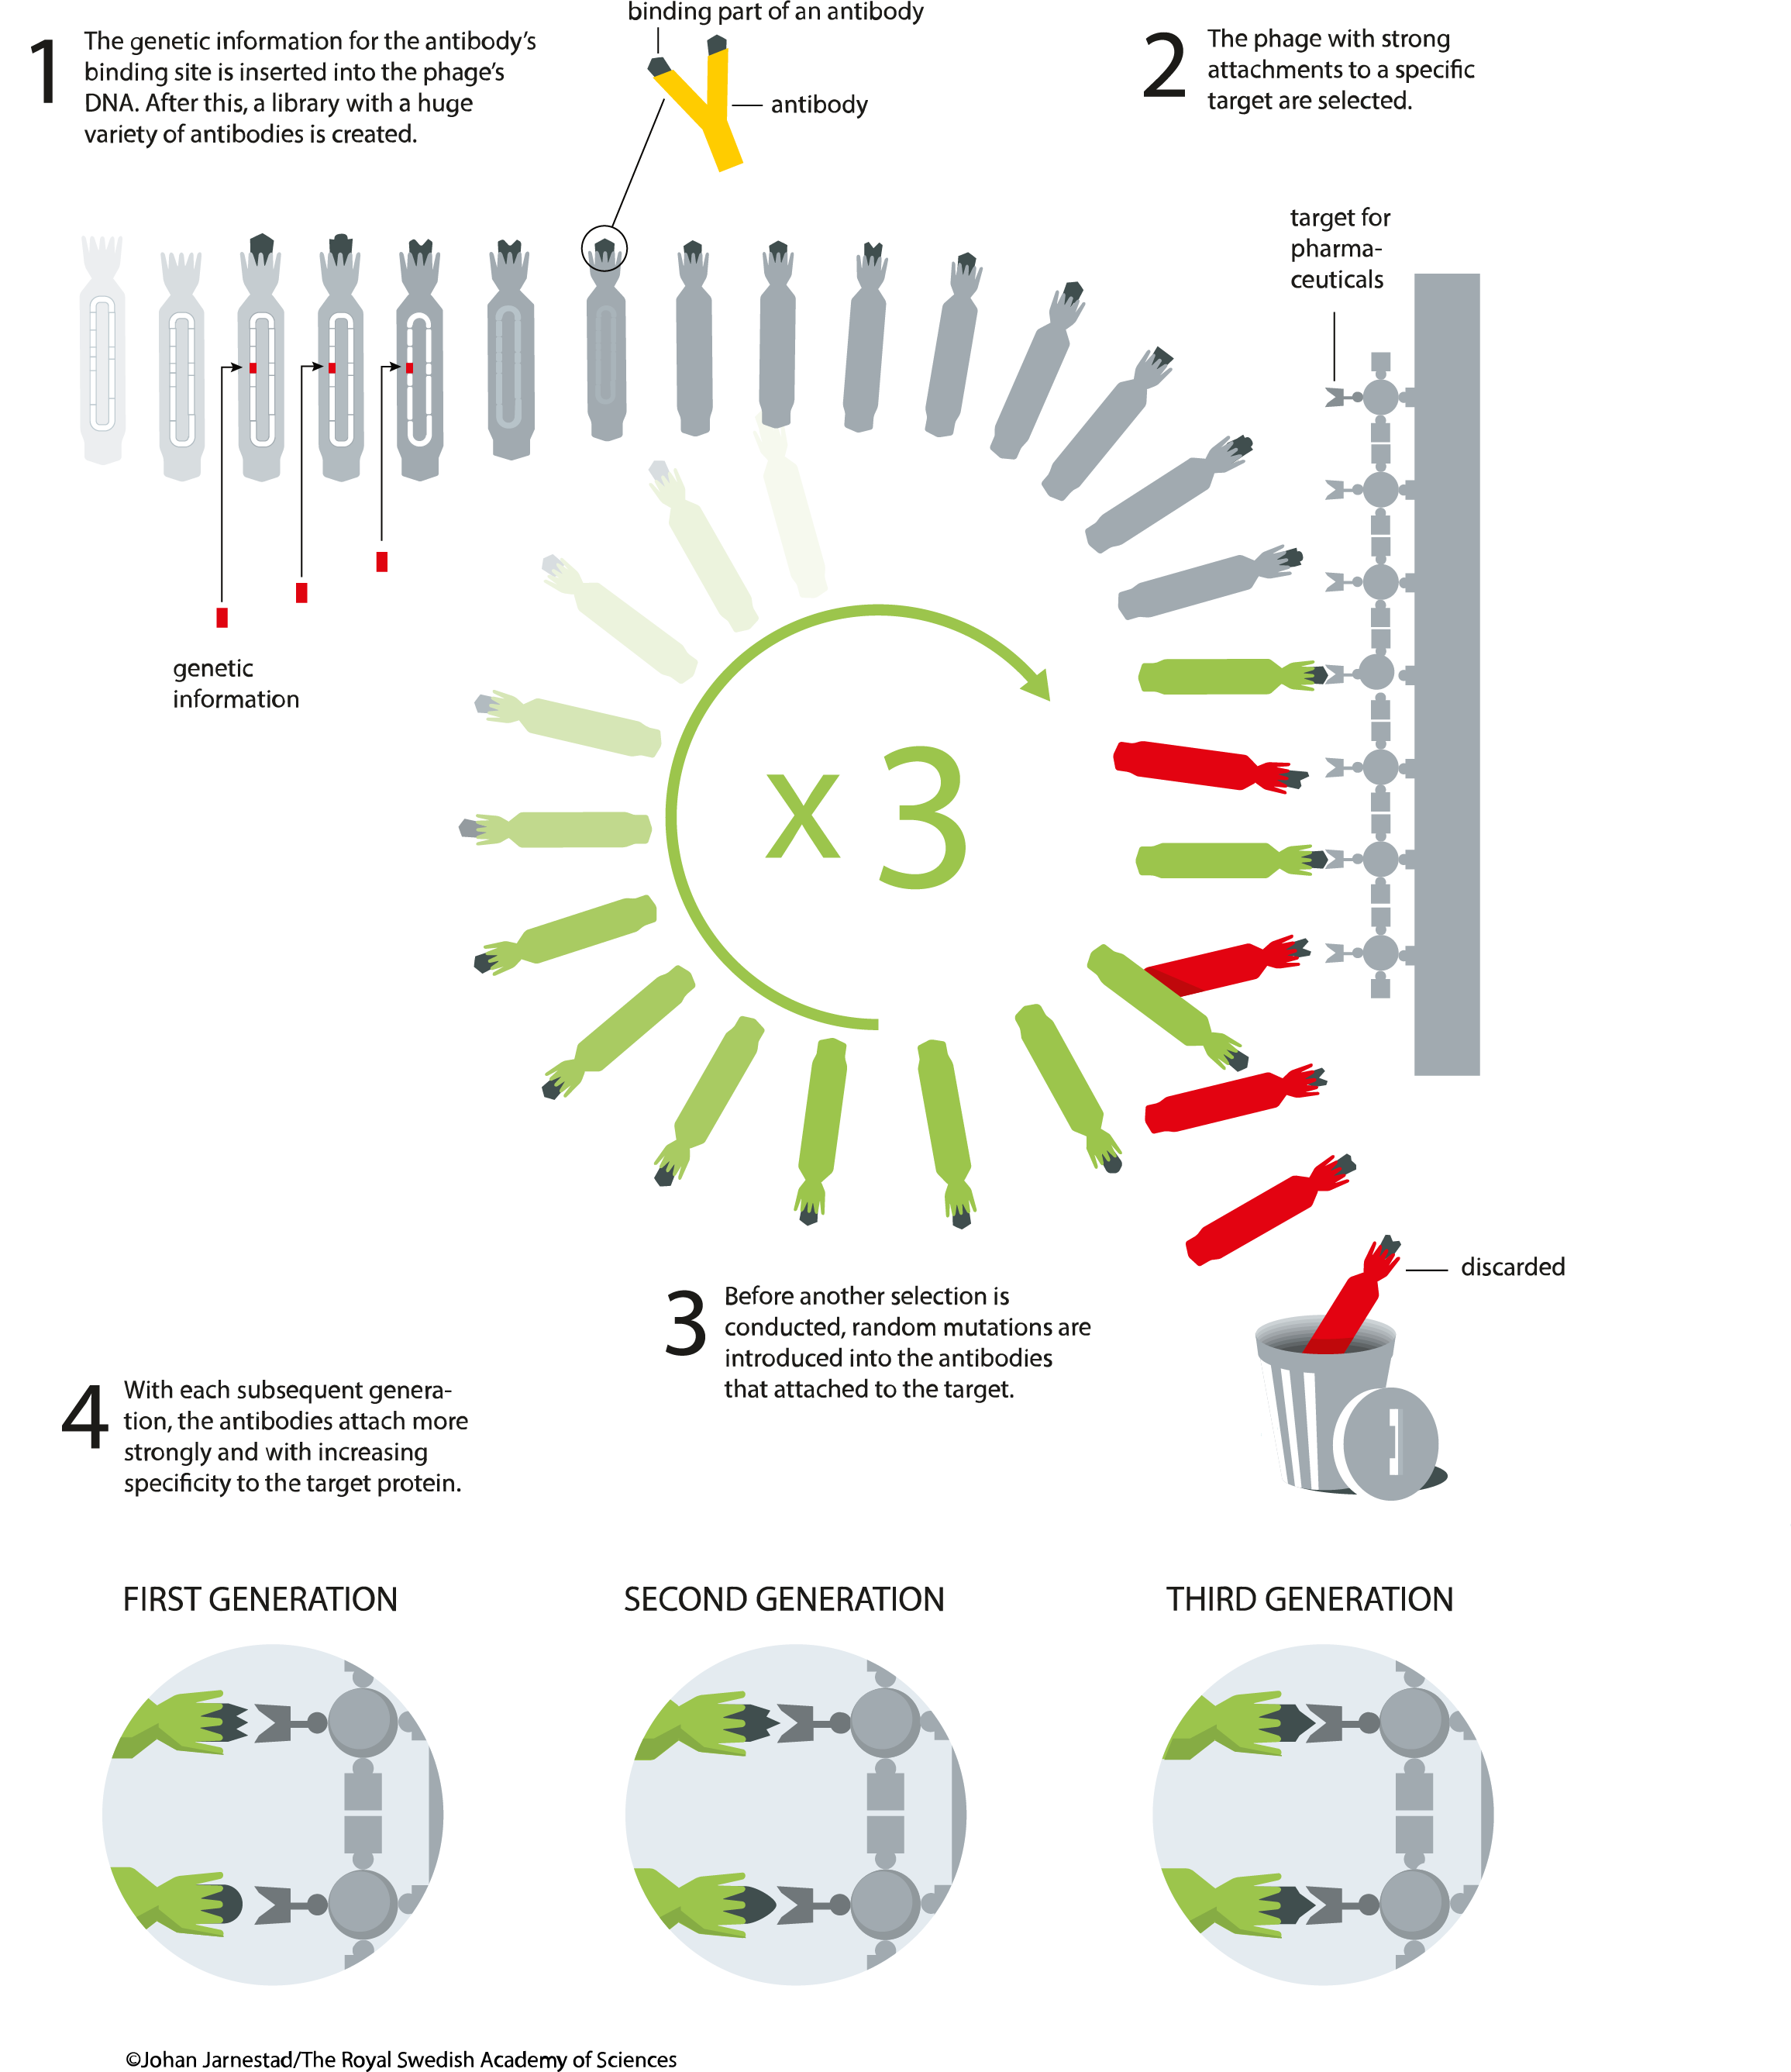 binding part of an antibody
1
The genetic information for the antibody's
binding site is inserted into the phage's
DNA. After this, a library with a huge
variety of antibodies is created.
antibody
2
The phage with strong
attachments to a specific
target are selected.
target for
pharma-
ceuticals
genetic
information
x 3
discarded
3
Before another selection is
conducted, random mutations are
introduced into the antibodies
that attached to the target.
4
With each subsequent genera-
tion, the antibodies attach more
strongly and with increasing
specificity to the target protein.
FIRST GENERATION
SECOND GENERATION
THIRD GENERATION
©Johan Jarnestad/The Royal Swedish Academy of Sciences